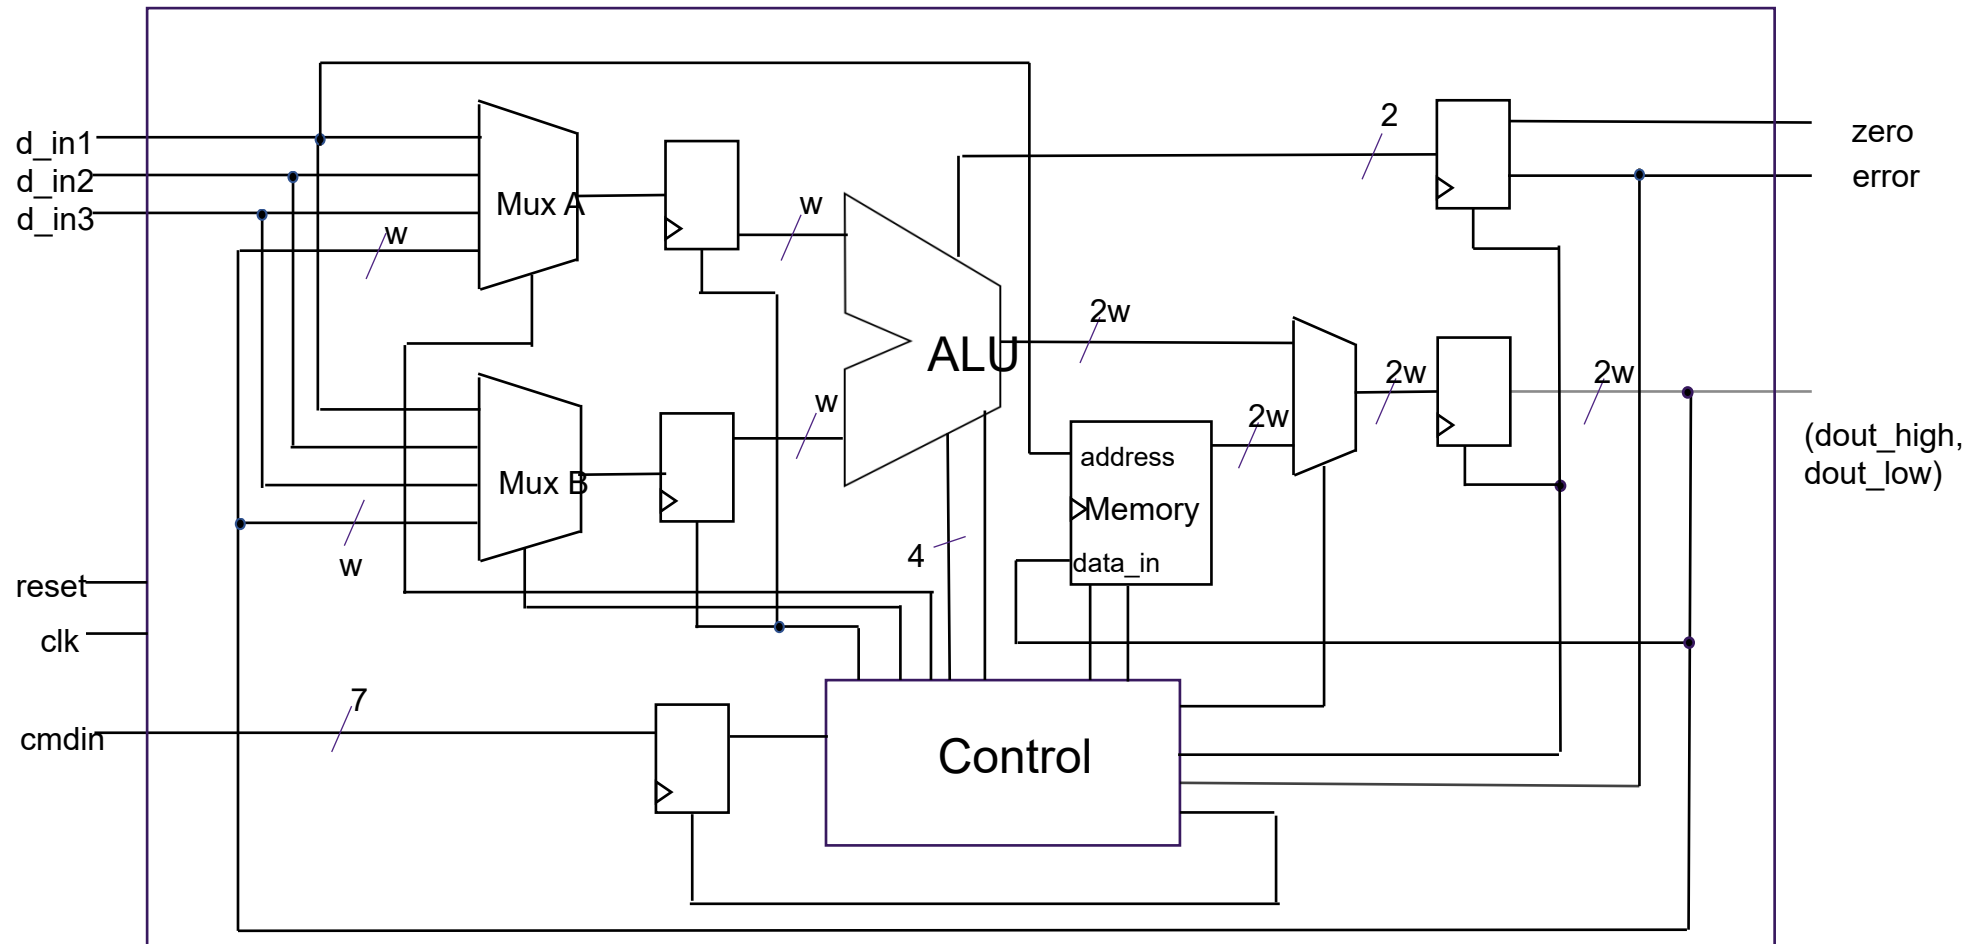 2
d_in1
zero
d_in2
error
d_in3
Mux A
w
w
ALU
2w
2w
2w
w
2w
(dout_high,
dout_low)
address
Mux B
Memory
4
data_in
w
reset
clk
7
cmdin
Control